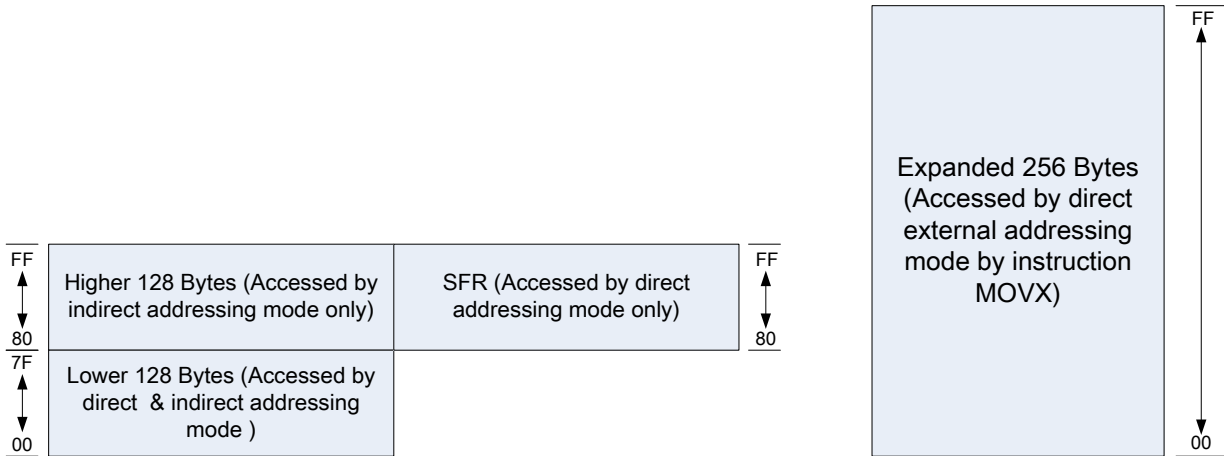 FF
80
7F
00
Higher 128 Bytes (Accessed by
indirect addressing mode only)
SFR (Accessed by direct
addressing mode only)
FF
80
Lower 128 Bytes (Accessed by
direct & indirect addressing
mode )
Expanded 256 Bytes
(Accessed by direct
external addressing
mode by instruction
MOVX)
FF
00